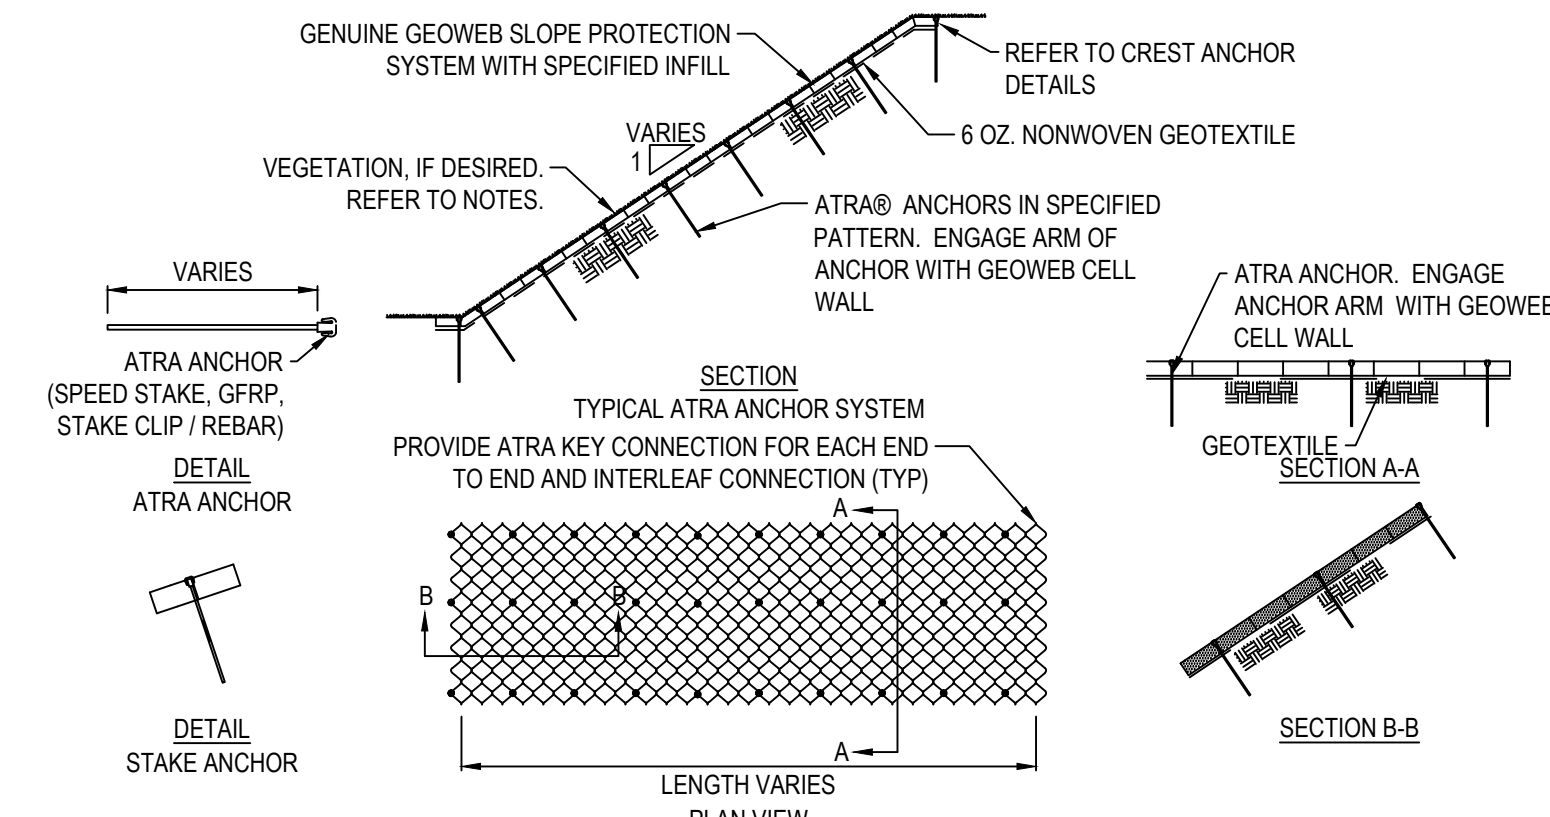 GENUINE GEOWEB SLOPE PROTECTION
SYSTEM WITH SPECIFIED INFILL
REFER TO CREST ANCHOR
DETAILS
6 OZ. NONWOVEN GEOTEXTILE
VARIES
1
VEGETATION, IF DESIRED.
REFER TO NOTES.
ATRA® ANCHORS IN SPECIFIED
PATTERN. ENGAGE ARM OF
ANCHOR WITH GEOWEB CELL
WALL
SECTION
TYPICAL ATRA ANCHOR SYSTEM
VARIES
ATRA ANCHOR
(SPEED STAKE, GFRP,
STAKE CLIP / REBAR)
DETAIL
ATRA ANCHOR
ATRA ANCHOR. ENGAGE
ANCHOR ARM WITH GEOWEB
CELL WALL
GEOTEXTILE
SECTION A-A
PROVIDE ATRA KEY CONNECTION FOR EACH END
TO END AND INTERLEAF CONNECTION (TYP)
A
B
B
A
LENGTH VARIES
PLAN VIEW
DETAIL
STAKE ANCHOR
SECTION B-B